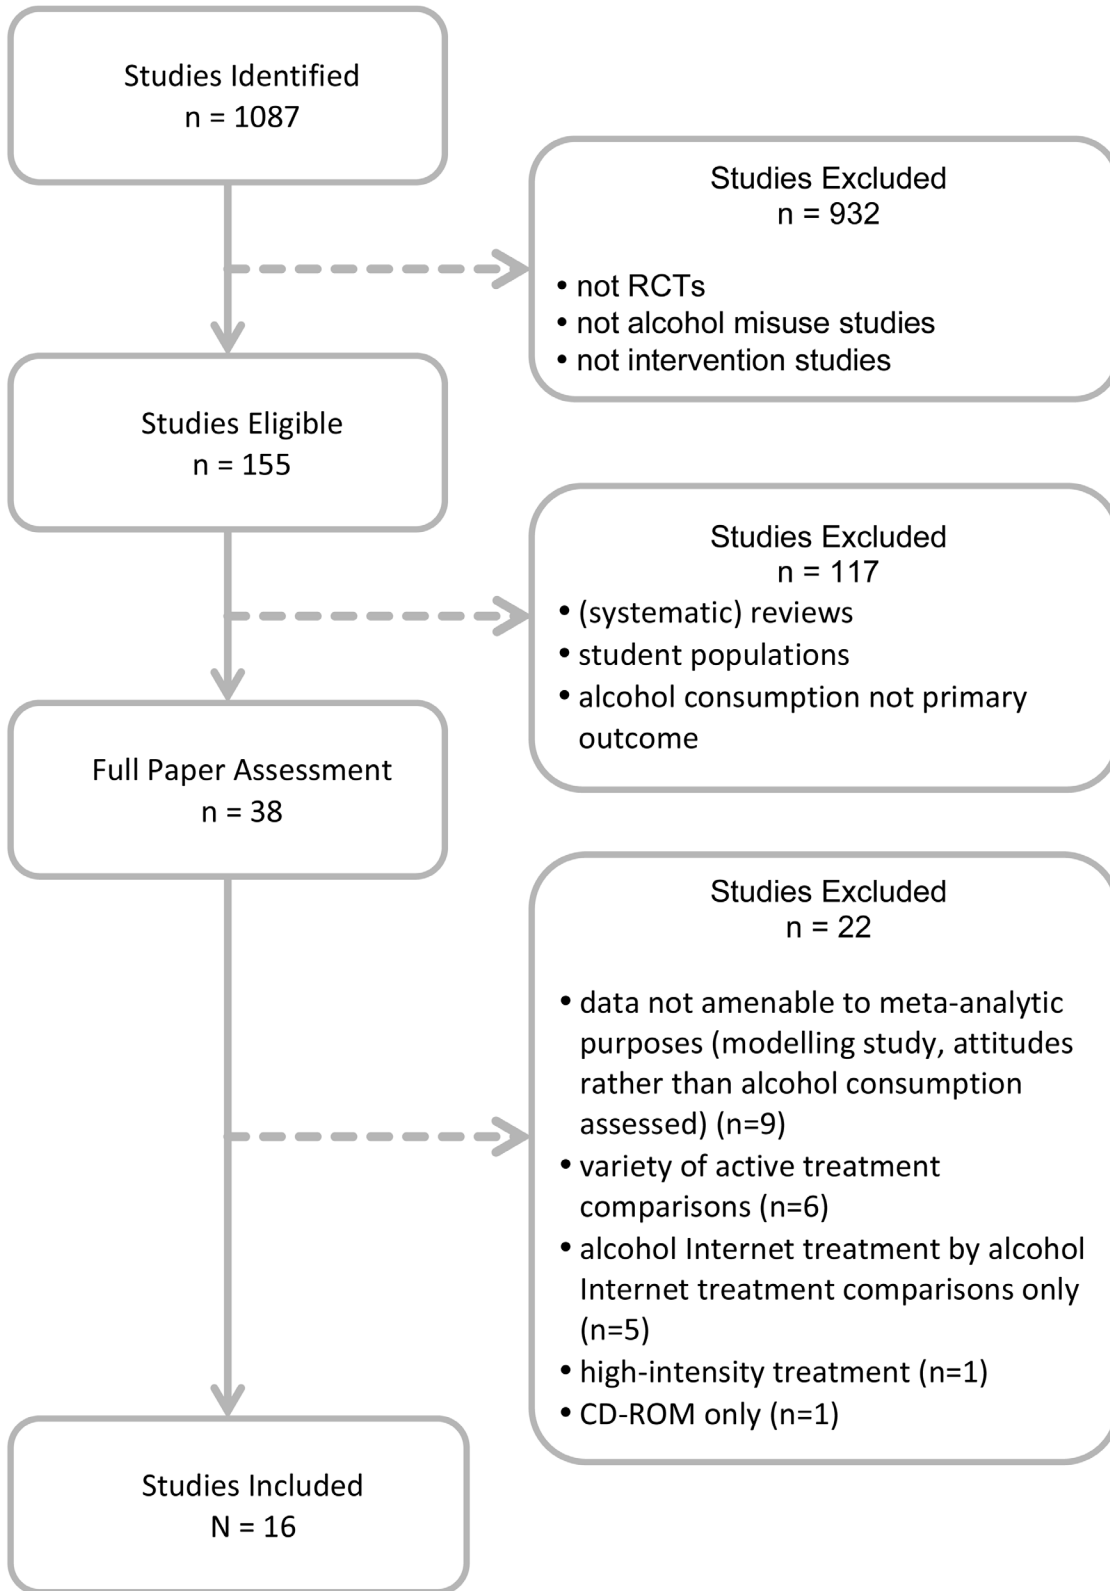 Studies Identified
n = 1087
Studies Excluded
n = 932
• not RCTs
• not alcohol misuse studies
• not intervention studies
Studies Eligible
n = 155
Studies Excluded
n = 117
• (systematic) reviews
• student populations
• alcohol consumption not primary
outcome
Full Paper Assessment
n = 38
Studies Excluded
n = 22
• data not amenable to meta-analytic
purposes (modelling study, attitudes
rather than alcohol consumption
assessed) (n=9)
• variety of active treatment
comparisons (n=6)
• alcohol Internet treatment by alcohol
Internet treatment comparisons only
(n=5)
• high-intensity treatment (n=1)
• CD-ROM only (n=1)
Studies Included
N = 16